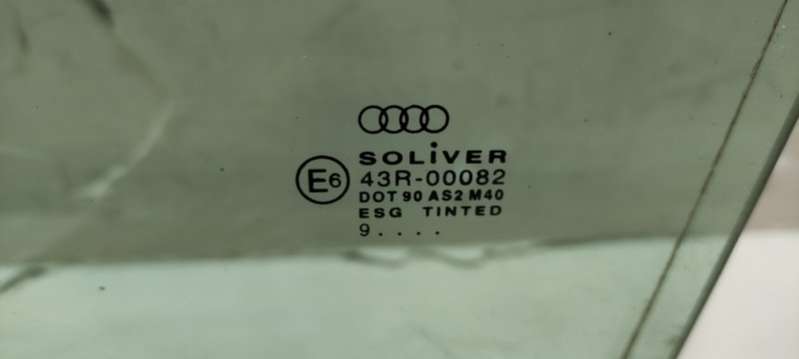 SOLiVER
E6 43R-00082
DOT 90 AS2 M40
ESG TINTED
9....